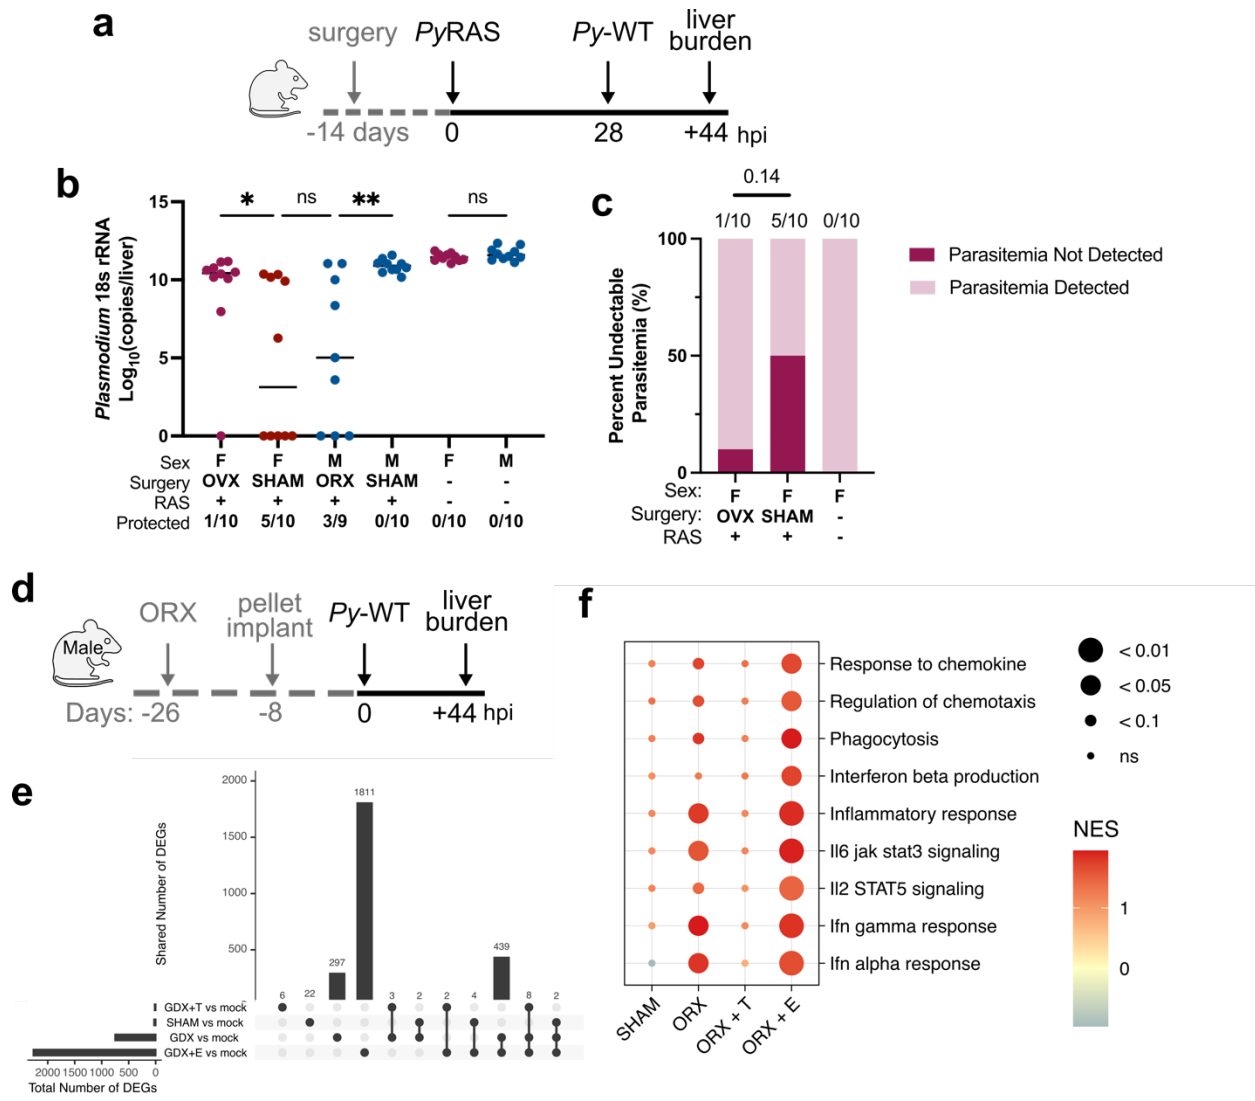 a
surgery
PyRAS
Py-WT
liver
burden
-14 days
0
28
+44 hpi
b
Plasmodium 18s rRNA
Log10(copies/liver)
15
10
5
0
*
ns
**
ns
Sex F F M M F M
Surgery OVX SHAM ORX SHAM - -
RAS + + + + - -
Protected 1/10 5/10 3/9 0/10 0/10 0/10
c
0.14
1/10 5/10 0/10
Percent Undectable
Parasitemia (%)
100
50
0
Sex: F F F
Surgery: OVX SHAM -
RAS + + -
Parasitemia Not Detected
Parasitemia Detected
d
Male
ORX
pellet
implant
Py-WT
liver
burden
Days: -26 -8 0 +44 hpi
e
Shared Number of DEGs
2000
1500
1000
500
6 22 297 1811 3 2 2 4 439 8 2
GDX+T vs mock
SHAM vs mock
GDX vs mock
GDX+E vs mock
2000 1500 1000 500 0
Total Number of DEGs
f
Response to chemokine
Regulation of chemotaxis
Phagocytosis
Interferon beta production
Inflammatory response
Il6 jak stat3 signaling
Il2 STAT5 signaling
Ifn gamma response
Ifn alpha response
SHAM
ORX
ORX + T
ORX + E
< 0.01
< 0.05
< 0.1
ns
NES
1
0